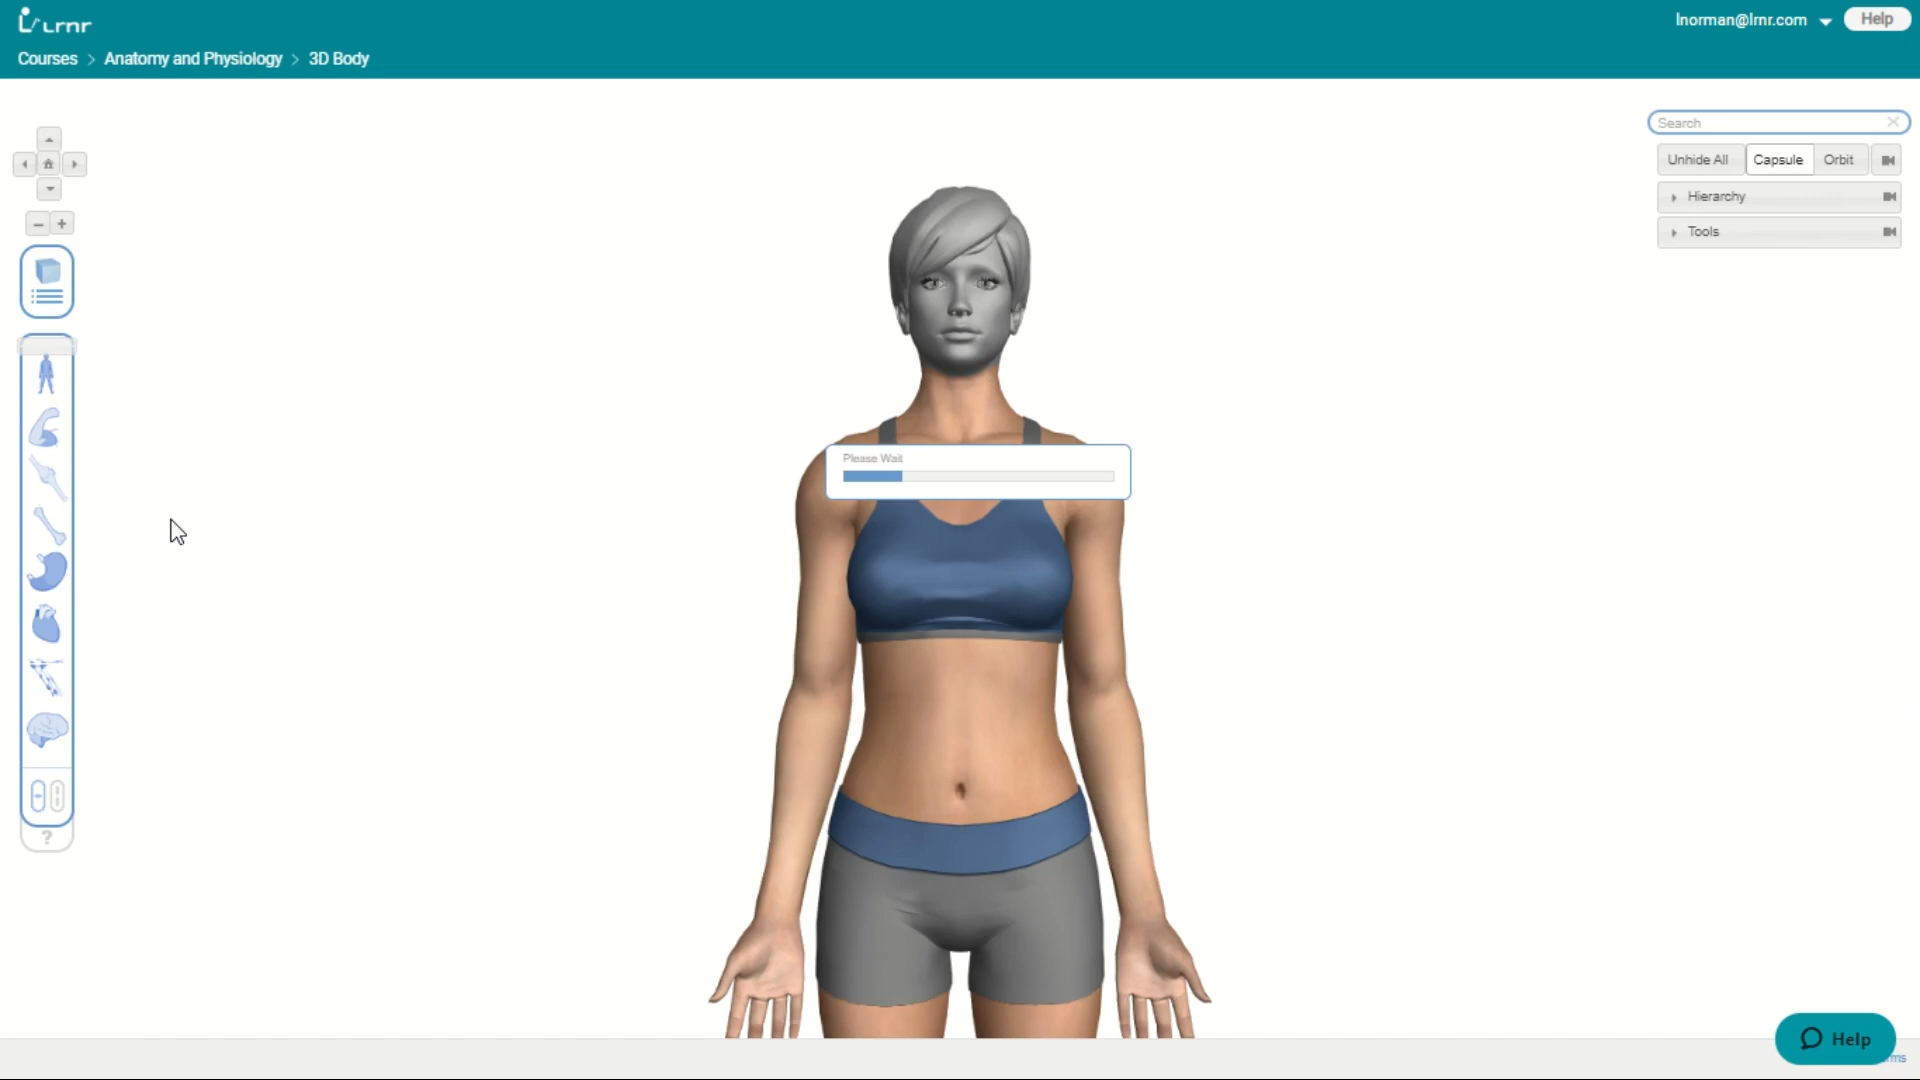 Lrnr
lnorman@lrnr.com
Help
Courses > Anatomy and Physiology > 3D Body
Search
Unhide All
Capsule
Orbit
Hierarchy
Tools
Please Wait
?
Help